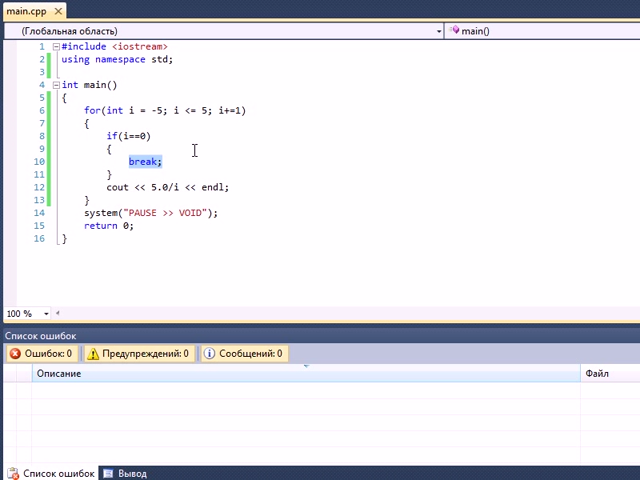 main.cpp
(Глобальная область) main()
1 #include <iostream>
2 using namespace std;
3
4 int main()
5 {
6 for(int i = -5; i <= 5; i+=1)
7 {
8 if(i==0)
9 {
10 break;
11 }
12 cout << 5.0/i << endl;
13 }
14 system("PAUSE >> VOID");
15 return 0;
16 }
100 %
Список ошибок
Ошибок: 0 Предупреждений: 0 Сообщений: 0
Описание Файл
Список ошибок Вывод